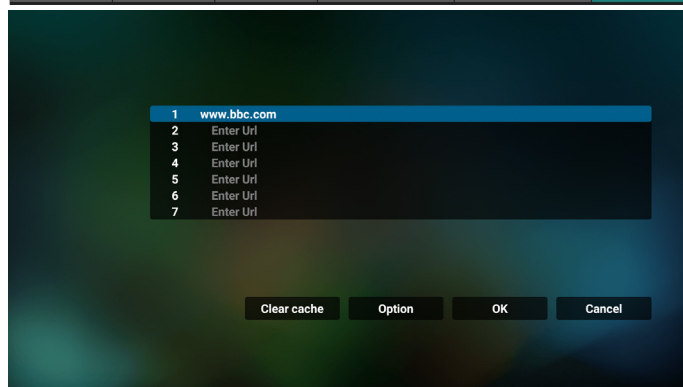 1 www.bbc.com
2 Enter Url
3 Enter Url
4 Enter Url
5 Enter Url
6 Enter Url
7 Enter Url
Clear cache Option OK Cancel